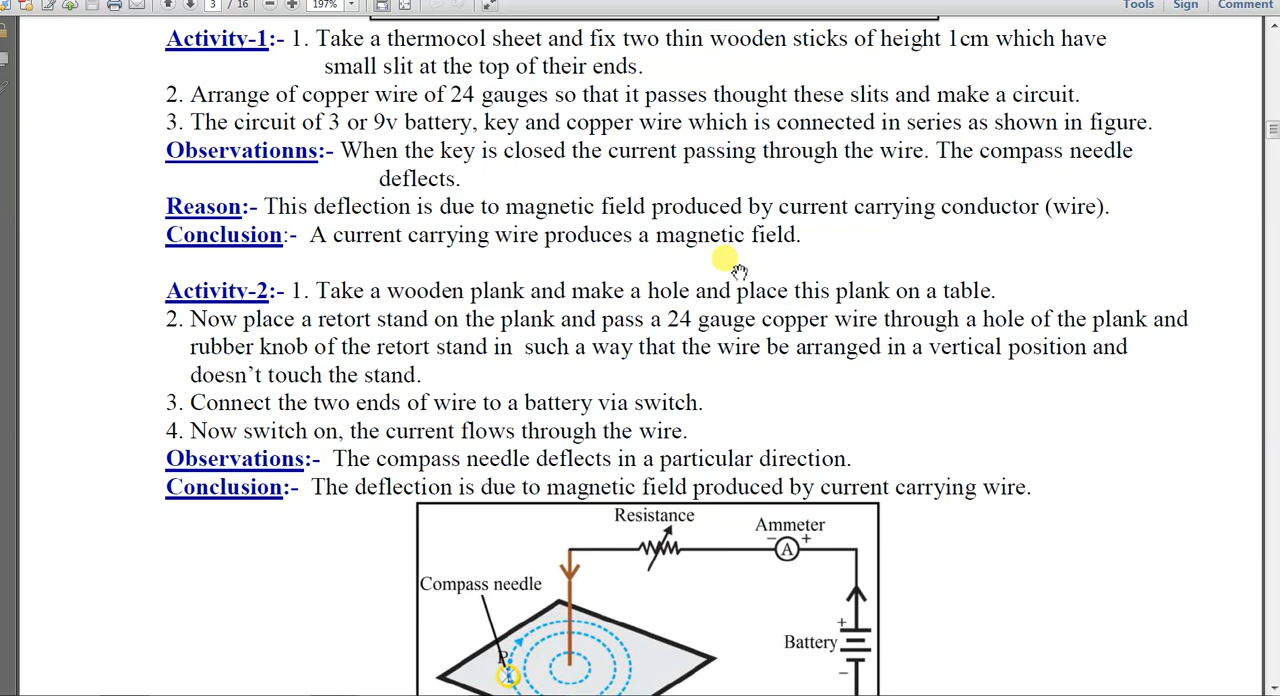 3 / 16 197% Tools Sign Comment
Activity-1:- 1. Take a thermocol sheet and fix two thin wooden sticks of height 1cm which have
small slit at the top of their ends.
2. Arrange of copper wire of 24 gauges so that it passes thought these slits and make a circuit.
3. The circuit of 3 or 9v battery, key and copper wire which is connected in series as shown in figure.
Observationns:- When the key is closed the current passing through the wire. The compass needle
deflects.
Reason:- This deflection is due to magnetic field produced by current carrying conductor (wire).
Conclusion:- A current carrying wire produces a magnetic field.
Activity-2:- 1. Take a wooden plank and make a hole and place this plank on a table.
2. Now place a retort stand on the plank and pass a 24 gauge copper wire through a hole of the plank and
rubber knob of the retort stand in such a way that the wire be arranged in a vertical position and
doesn't touch the stand.
3. Connect the two ends of wire to a battery via switch.
4. Now switch on, the current flows through the wire.
Observations:- The compass needle deflects in a particular direction.
Conclusion:- The deflection is due to magnetic field produced by current carrying wire.
Resistance
Ammeter
- A +
Compass needle
+
Battery
P
-